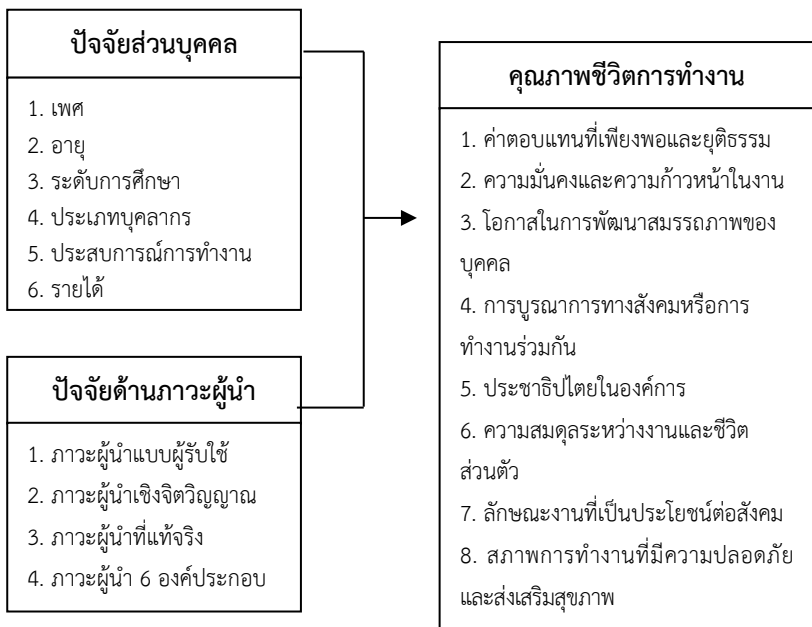 ปัจจัยส่วนบุคคล
1. เพศ
2. อายุ
3. ระดับการศึกษา
4. ประเภทบุคลากร
5. ประสบการณ์การทำงาน
6. รายได้
ปัจจัยด้านภาวะผู้นำ
1. ภาวะผู้นำแบบผู้รับใช้
2. ภาวะผู้นำเชิงจิตวิญญาณ
3. ภาวะผู้นำที่แท้จริง
4. ภาวะผู้นำ 6 องค์ประกอบ
คุณภาพชีวิตการทำงาน
1. ค่าตอบแทนที่เพียงพอและยุติธรรม
2. ความมั่นคงและความก้าวหน้าในงาน
3. โอกาสในการพัฒนาสมรรถภาพของ
บุคคล
4. การบูรณาการทางสังคมหรือการ
ทำงานร่วมกัน
5. ประชาธิปไตยในองค์การ
6. ความสมดุลระหว่างงานและชีวิต
ส่วนตัว
7. ลักษณะงานที่เป็นประโยชน์ต่อสังคม
8. สภาพการทำงานที่มีความปลอดภัย
และส่งเสริมสุขภาพ